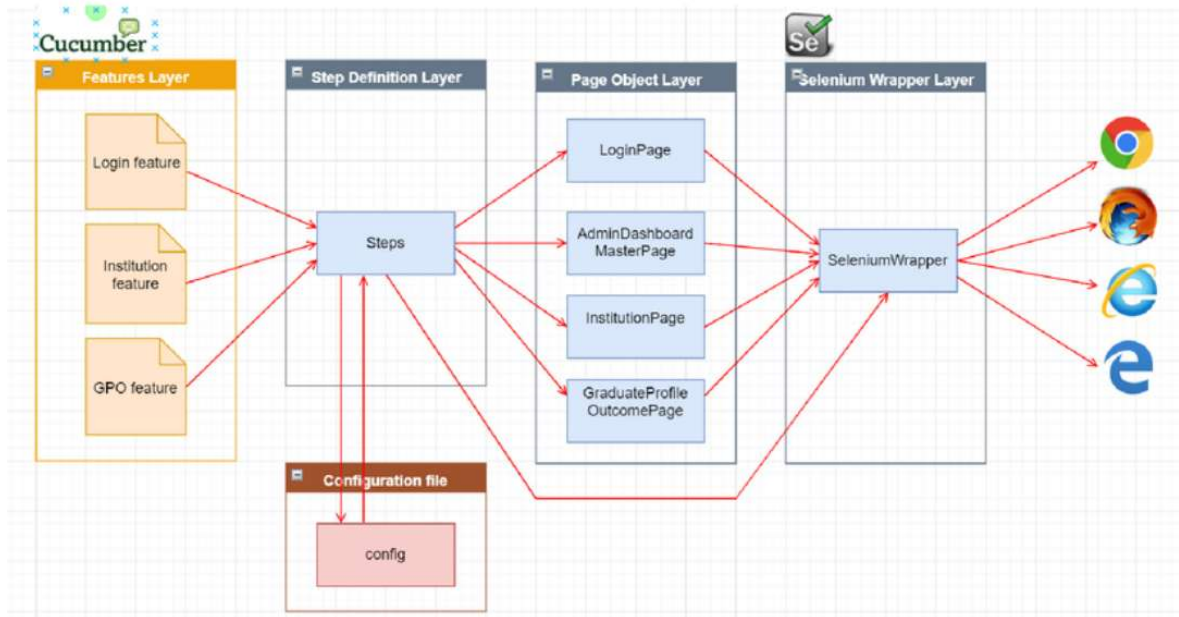 Cucumber
Se
Features Layer
Step Definition Layer
Page Object Layer
Selenium Wrapper Layer
Login feature
Institution
feature
GPO feature
Steps
LoginPage
AdminDashboard
MasterPage
InstitutionPage
GraduateProfile
OutcomePage
SeleniumWrapper
Configuration file
config